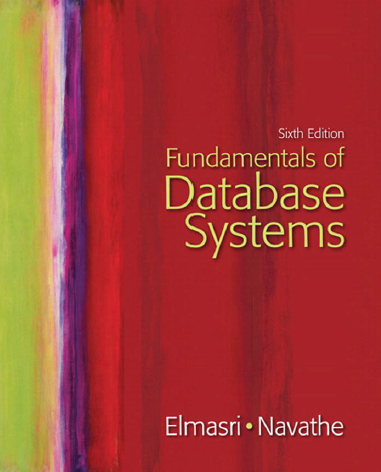 Sixth Edition
Fundamentals of
Database
Systems
Elmasri • Navathe